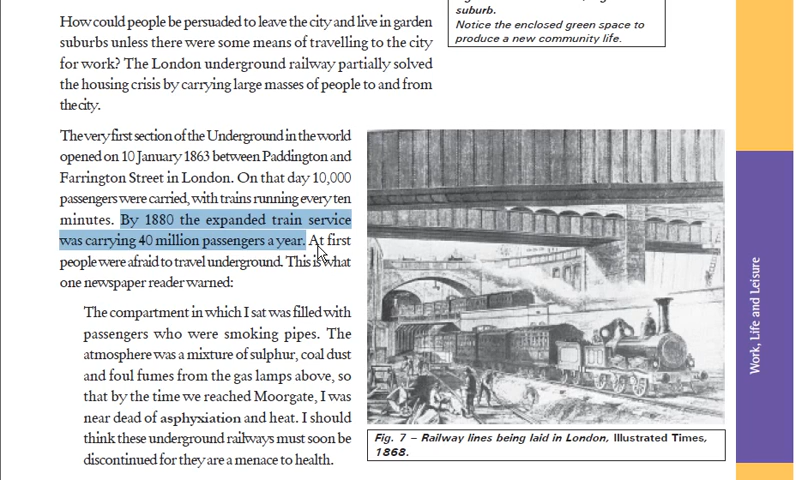 suburb.
Notice the enclosed green space to
produce a new community life.
How could people be persuaded to leave the city and live in garden
suburbs unless there were some means of travelling to the city
for work? The London underground railway partially solved
the housing crisis by carrying large masses of people to and from
the city.
The very first section of the Underground in the world
opened on 10 January 1863 between Paddington and
Farrington Street in London. On that day 10,000
passengers were carried, with trains running every ten
minutes. By 1880 the expanded train service
was carrying 40 million passengers a year. At first
people were afraid to travel underground. This is what
one newspaper reader warned:
The compartment in which I sat was filled with
passengers who were smoking pipes. The
atmosphere was a mixture of sulphur, coal dust
and foul fumes from the gas lamps above, so
that by the time we reached Moorgate, I was
near dead of asphyxiation and heat. I should
think these underground railways must soon be
discontinued for they are a menace to health.
Fig. 7 – Railway lines being laid in London, Illustrated Times,
1868.
Work, Life and Leisure